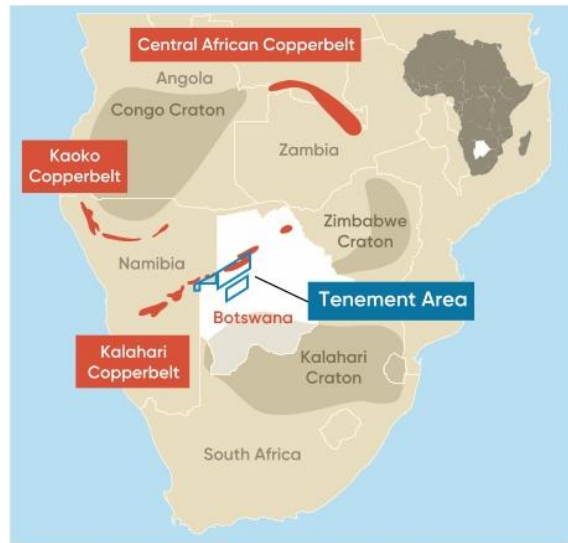 Central African Copperbelt
Angola
Congo Craton
Kaoko
Copperbelt
Zambia
Zimbabwe
Craton
Namibia
Tenement Area
Botswana
Kalahari
Copperbelt
Kalahari
Craton
South Africa